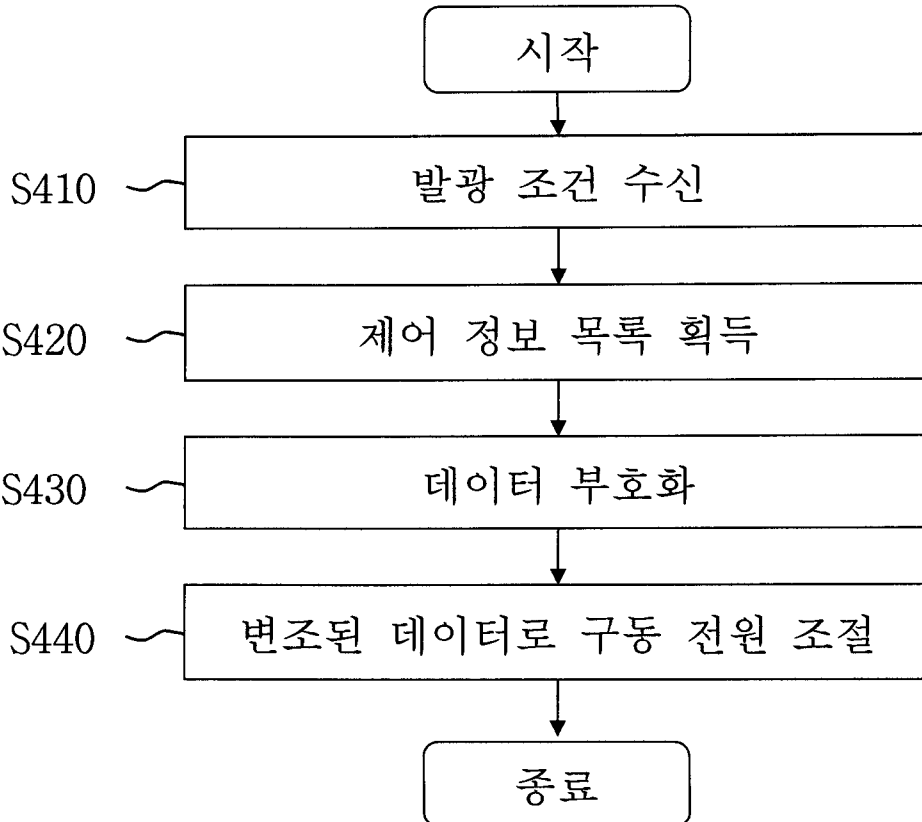 시작
S410 발광 조건 수신
S420 제어 정보 목록 획득
S430 데이터 부호화
S440 변조된 데이터로 구동 전원 조절
종료